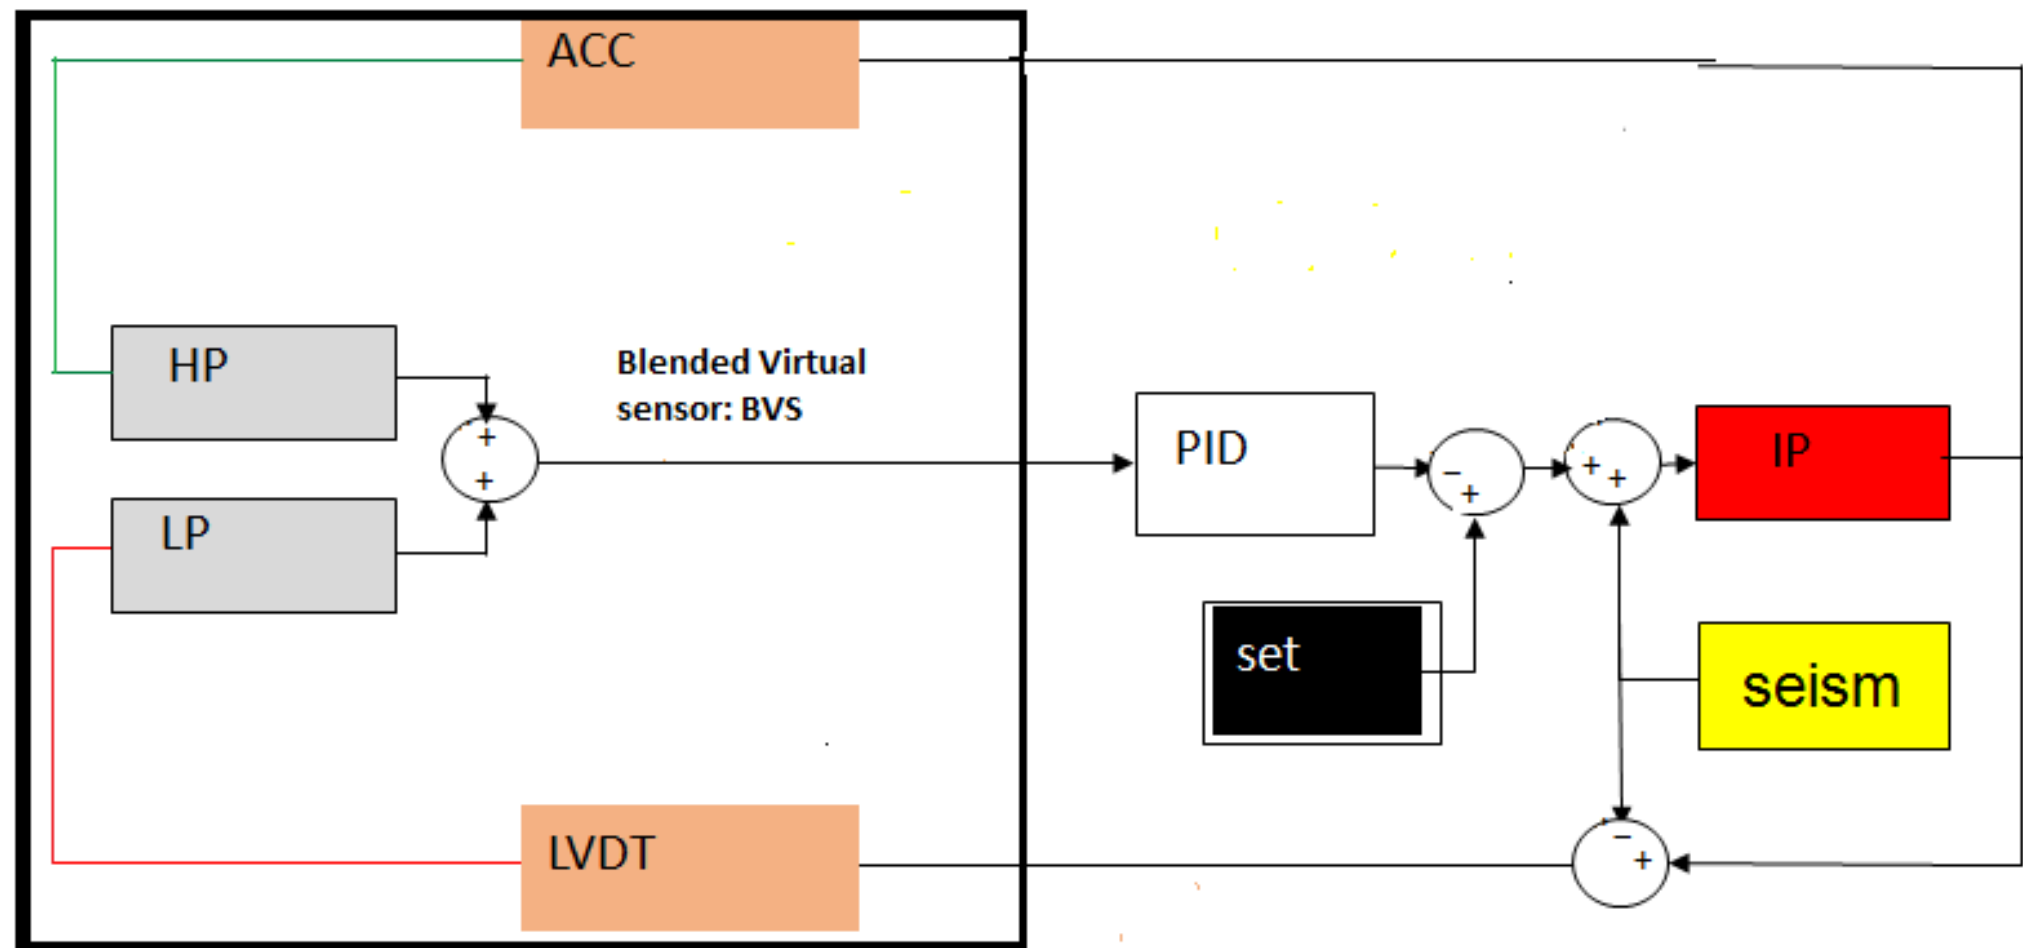 ACC
HP
+
+
LP
Blended Virtual
sensor: BVS
PID
−
+
+
+
IP
set
seism
LVDT
−
+